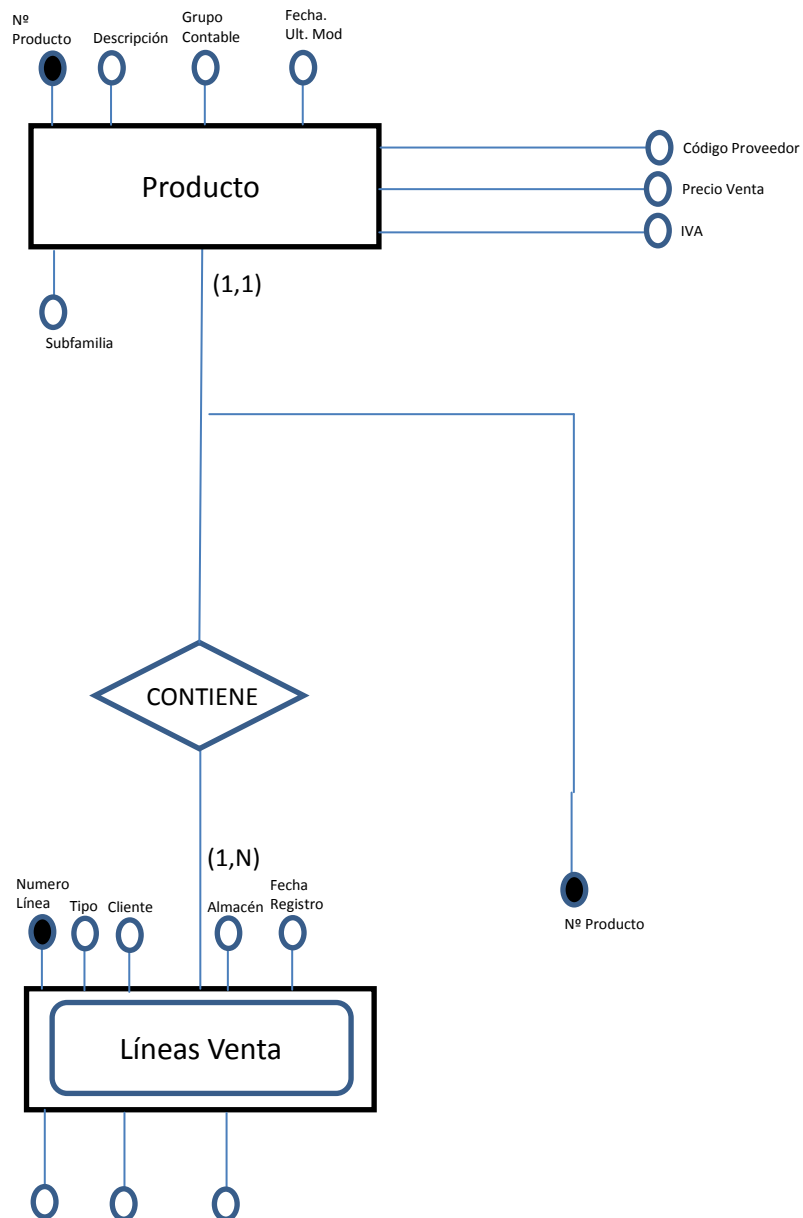 Nº
Producto
Descripción
Grupo
Contable
Fecha.
Ult. Mod
Producto
Código Proveedor
Precio Venta
IVA
(1,1)
Subfamilia
CONTIENE
(1,N)
Numero
Línea
Tipo
Cliente
Almacén
Fecha
Registro
Nº Producto
Líneas Venta